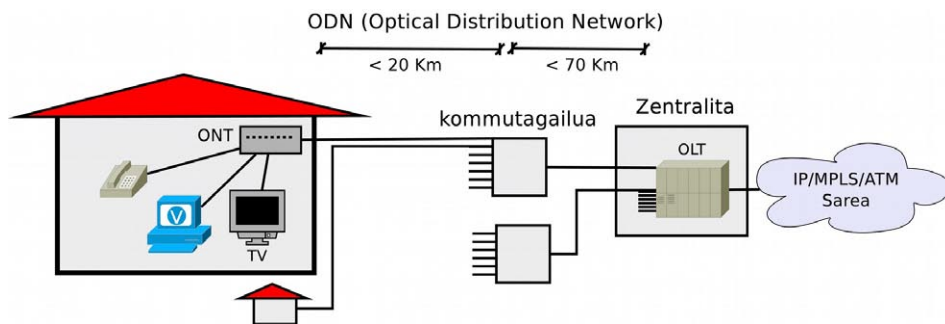 ODN (Optical Distribution Network)
< 20 Km
< 70 Km
Zentralita
kommutagailua
ONT
OLT
IP/MPLS/ATM
Sarea
V
TV